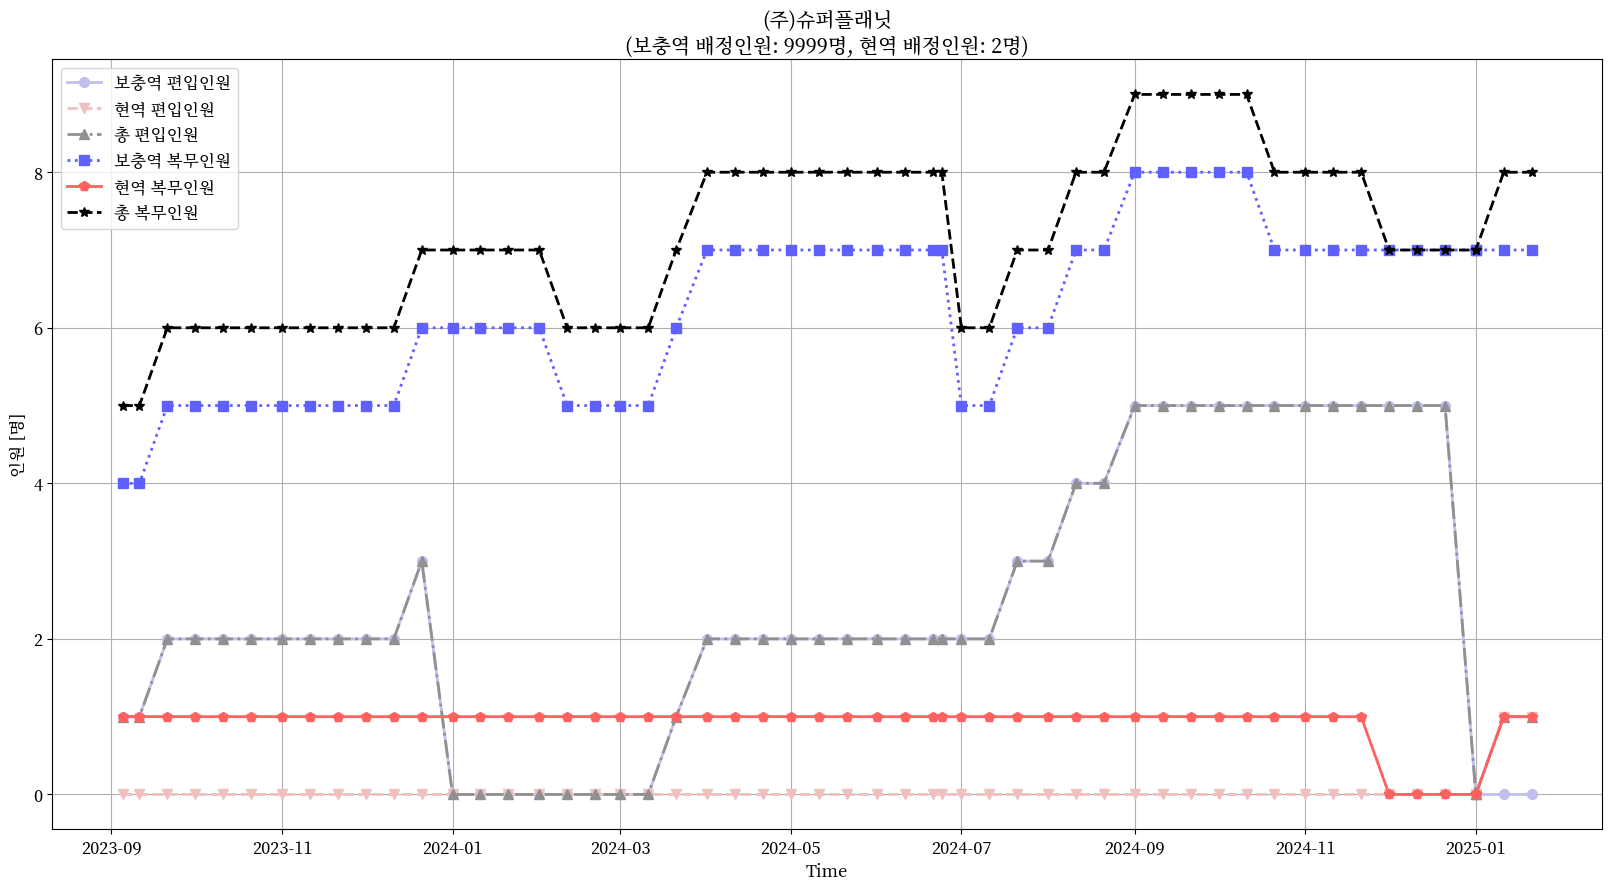 (주)슈퍼플래닛
(보충역 배정인원: 9999명, 현역 배정인원: 2명)
보충역 편입인원
현역 편입인원
총 편입인원
보충역 복무인원
현역 복무인원
총 복무인원
인원 [명]
8
6
4
2
0
2023-09 2023-11 2024-01 2024-03 2024-05 2024-07 2024-09 2024-11 2025-01
Time